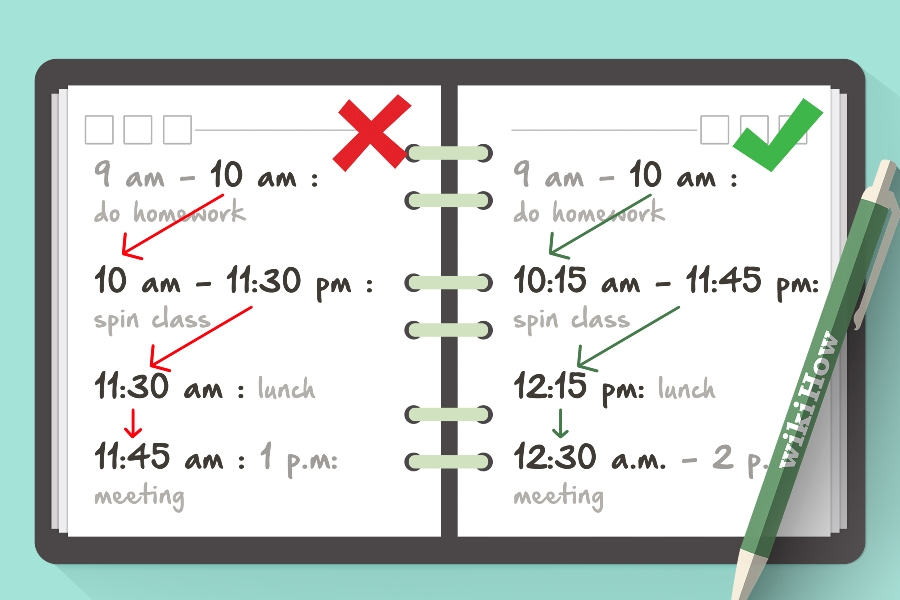 9 am - 10 am :
do homework
10 am - 11:30 pm :
spin class
11:30 am : lunch
11:45 am : 1 p.m:
meeting
9 am - 10 am :
do homework
10:15 am - 11:45 pm:
spin class
12:15 pm: lunch
12:30 a.m. - 2 p.
meeting
wikiHow